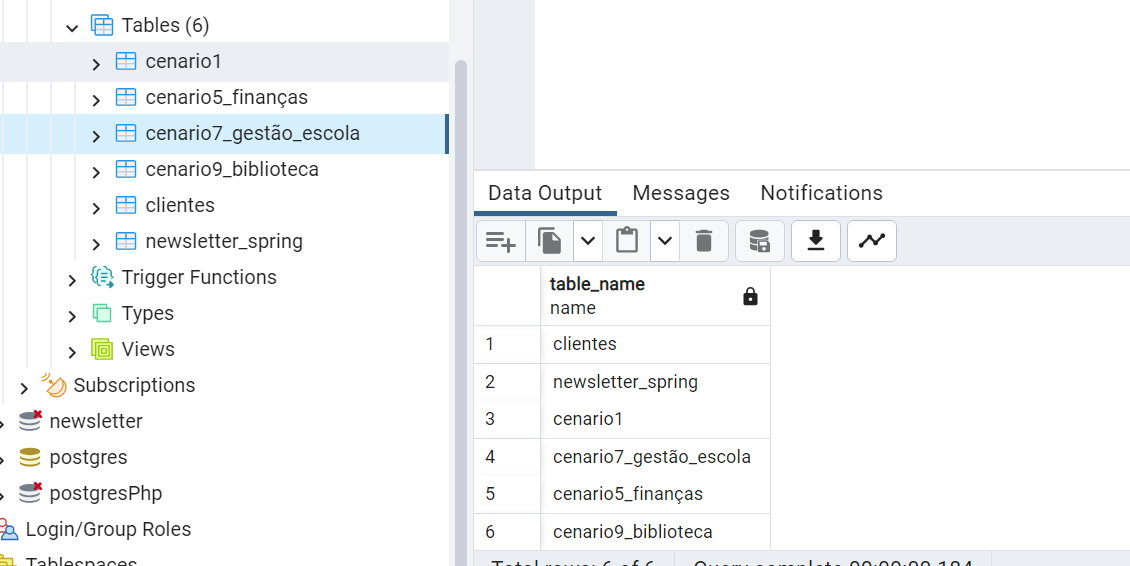 Tables (6)
cenario1
cenario5_finanças
cenario7_gestão_escola
cenario9_biblioteca
clientes
newsletter_spring
Trigger Functions
Types
Views
Subscriptions
newsletter
postgres
postgresPhp
Login/Group Roles
Tablespaces
Data Output Messages Notifications
table_name
name
1 clientes
2 newsletter_spring
3 cenario1
4 cenario7_gestão_escola
5 cenario5_finanças
6 cenario9_biblioteca
Total rows: 6 of 6 Query complete 00:00:00.184